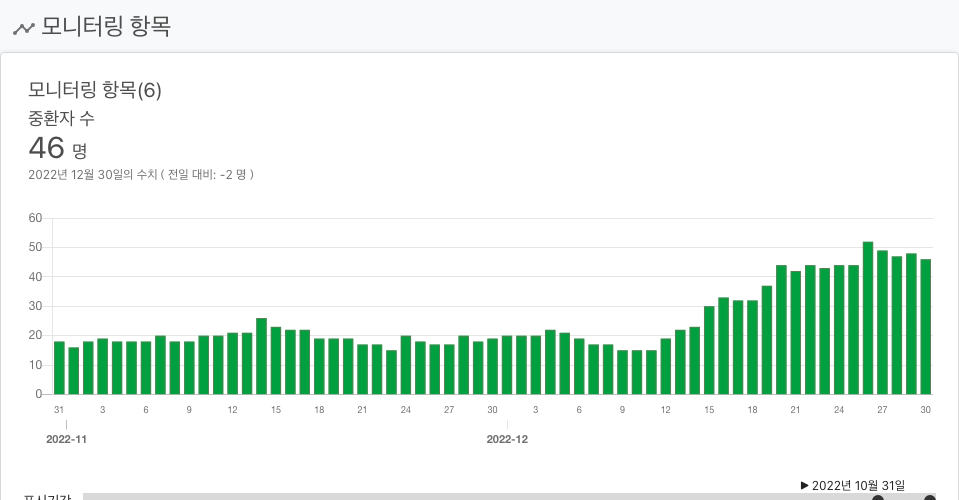 모니터링 항목
모니터링 항목(6)
중환자 수
46 명
2022년 12월 30일의 수치 ( 전일 대비: -2 명 )
60
50
40
30
20
10
0
31 3 6 9 12 15 18 21 24 27 30 3 6 9 12 15 18 21 24 27 30
2022-11 2022-12
▶ 2022년 10월 31일
표시기간